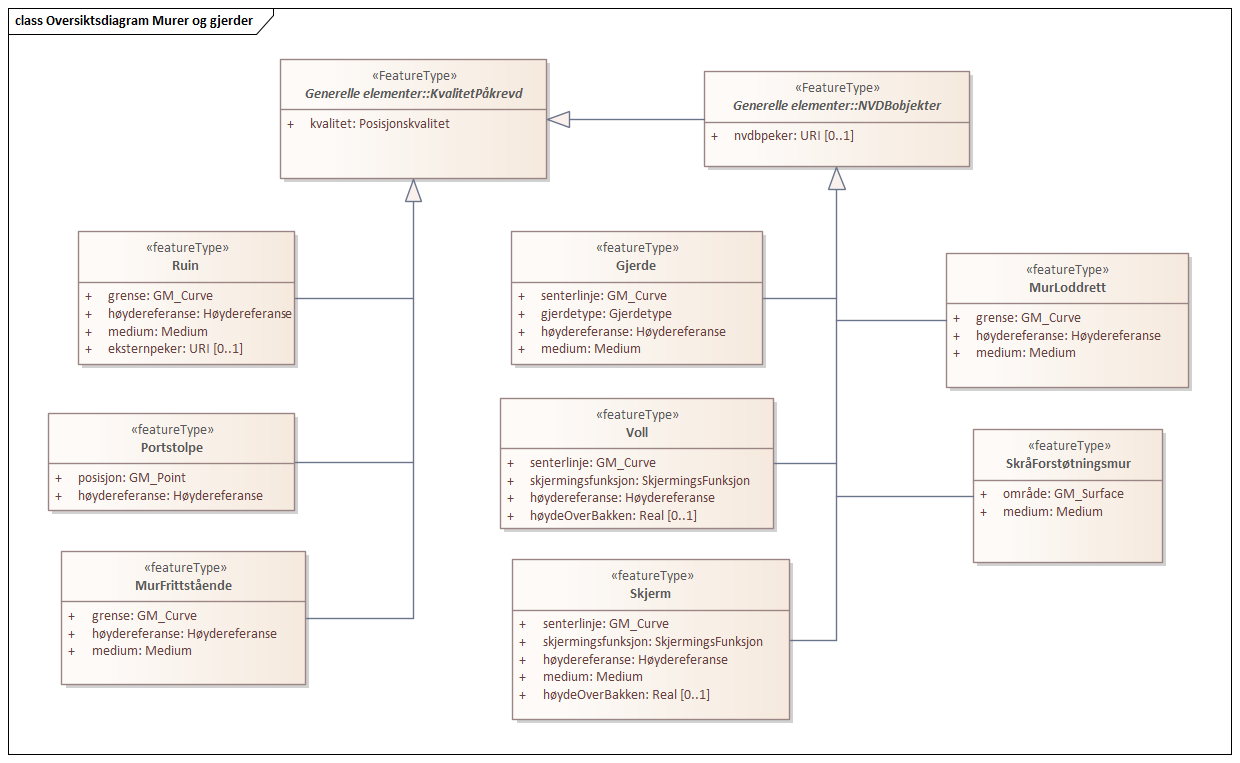 class Oversiktsdiagram Murer og gjerder
«FeatureType»
Generelle elementer::KvalitetPåkrevd
+ kvalitet: Posisjonskvalitet
«FeatureType»
Generelle elementer::NVDBobjekter
+ nvdbpeker: URI [0..1]
«featureType»
Ruin
+ grense: GM_Curve
+ høydereferanse: Høydereferanse
+ medium: Medium
+ eksternpeker: URI [0..1]
«featureType»
Gjerde
+ senterlinje: GM_Curve
+ gjerdetype: Gjerdetype
+ høydereferanse: Høydereferanse
+ medium: Medium
«featureType»
MurLoddrett
+ grense: GM_Curve
+ høydereferanse: Høydereferanse
+ medium: Medium
«featureType»
Portstolpe
+ posisjon: GM_Point
+ høydereferanse: Høydereferanse
«featureType»
Voll
+ senterlinje: GM_Curve
+ skjermingsfunksjon: SkjermingsFunksjon
+ høydereferanse: Høydereferanse
+ høydeOverBakken: Real [0..1]
«featureType»
SkråForstøtningsmur
+ område: GM_Surface
+ medium: Medium
«featureType»
MurFrittstående
+ grense: GM_Curve
+ høydereferanse: Høydereferanse
+ medium: Medium
«featureType»
Skjerm
+ senterlinje: GM_Curve
+ skjermingsfunksjon: SkjermingsFunksjon
+ høydereferanse: Høydereferanse
+ medium: Medium
+ høydeOverBakken: Real [0..1]